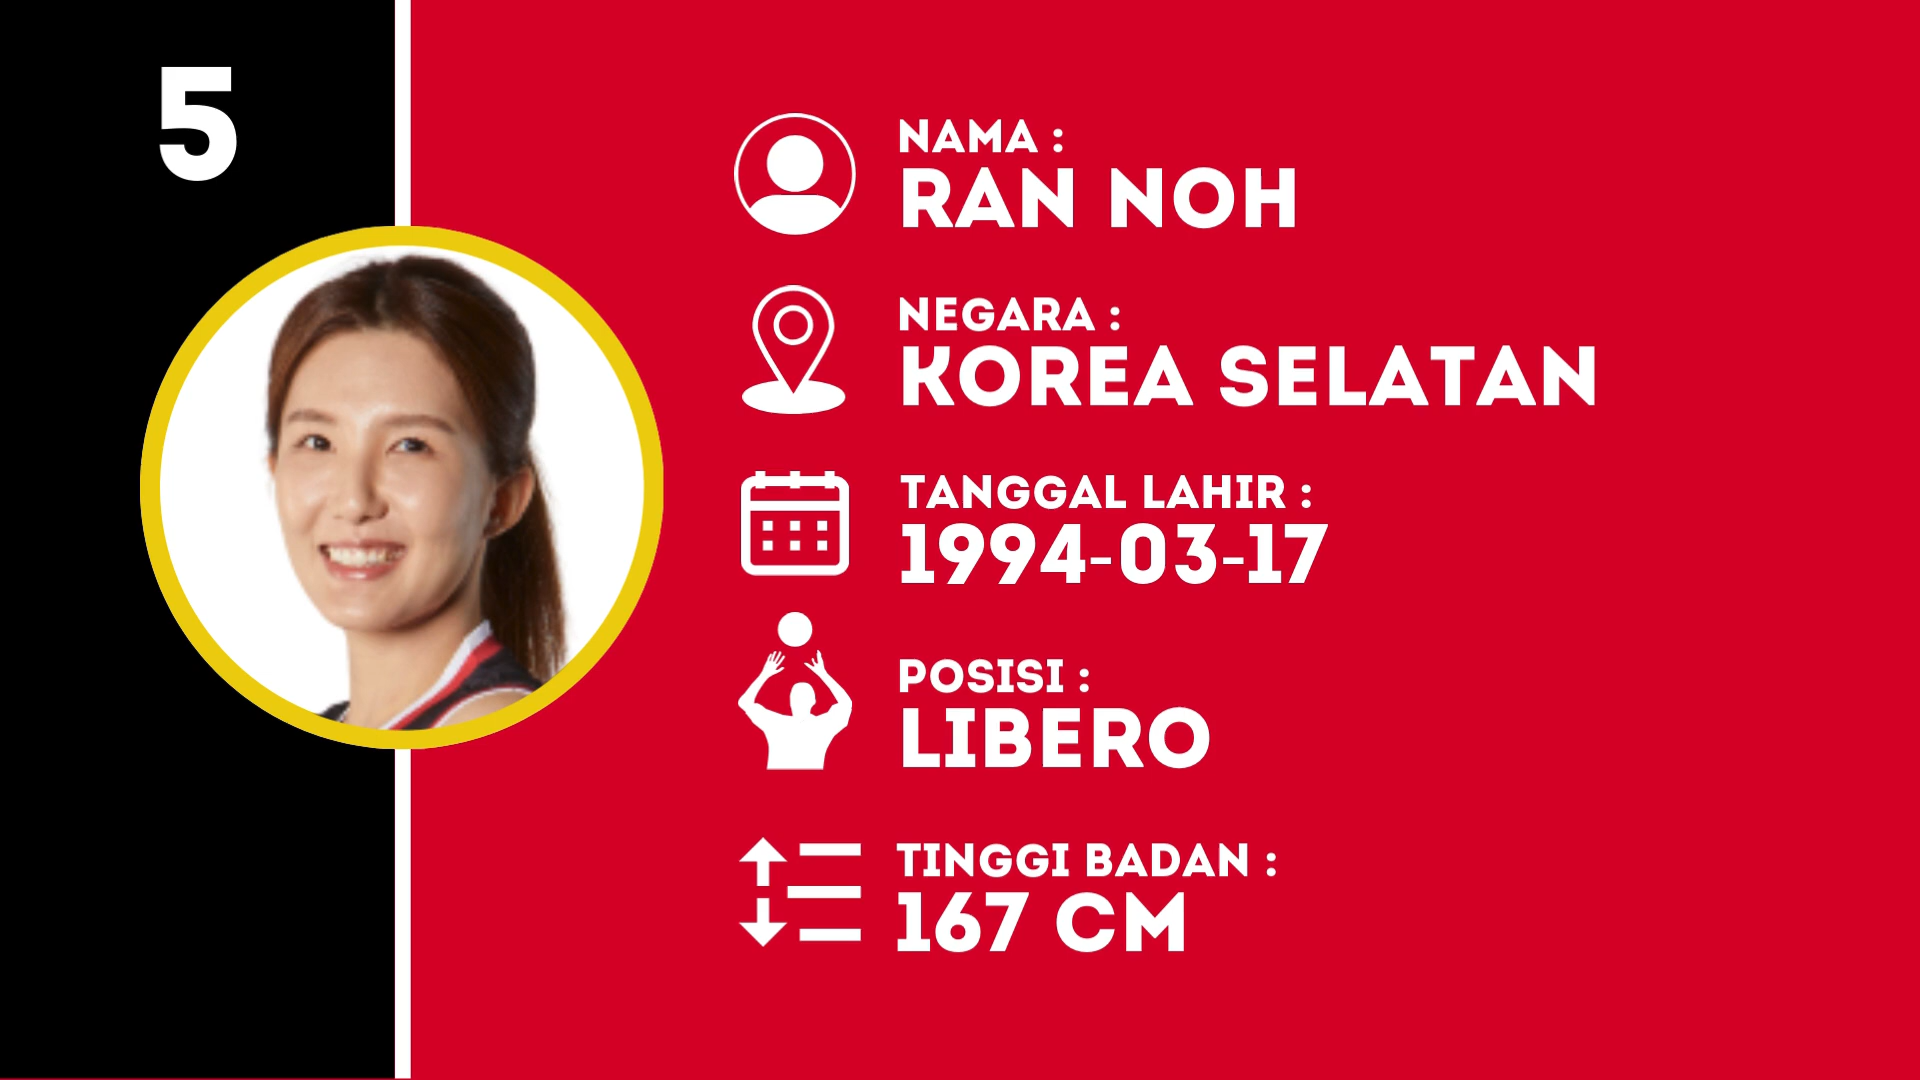 5
NAMA :
RAN NOH
NEGARA :
KOREA SELATAN
TANGGAL LAHIR :
1994-03-17
POSISI :
LIBERO
TINGGI BADAN :
167 CM